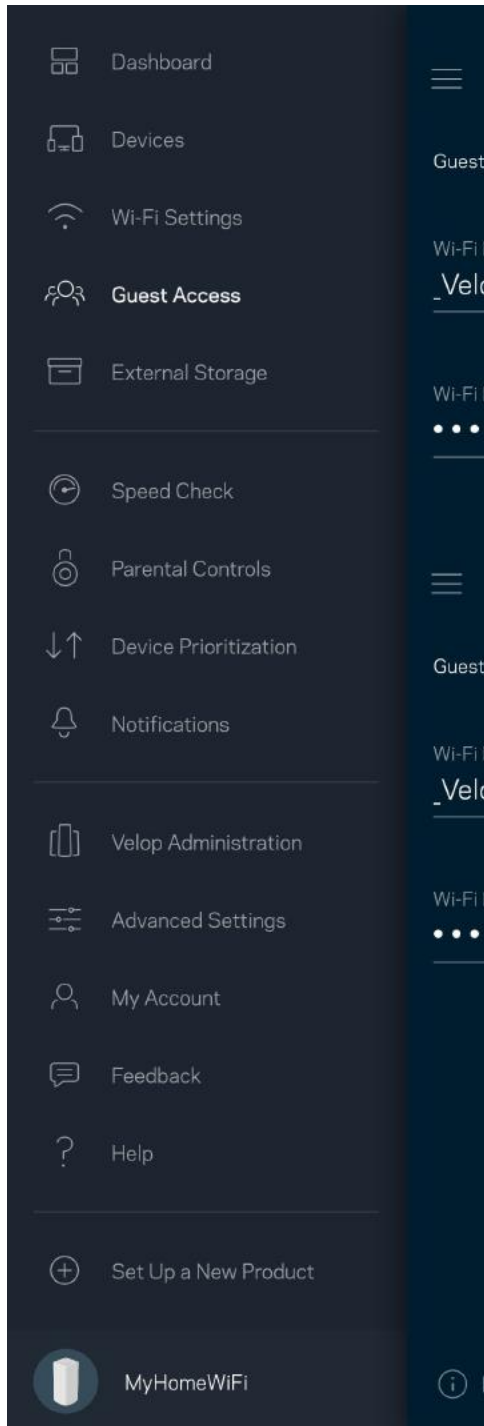 Dashboard
Devices
Wi-Fi Settings
Guest Access
External Storage
Speed Check
Parental Controls
Device Prioritization
Notifications
Velop Administration
Advanced Settings
My Account
Feedback
? Help
Set Up a New Product
MyHomeWiFi
Guest
Wi-Fi
_Velo
Wi-Fi
Guest
Wi-Fi
_Velo
Wi-Fi